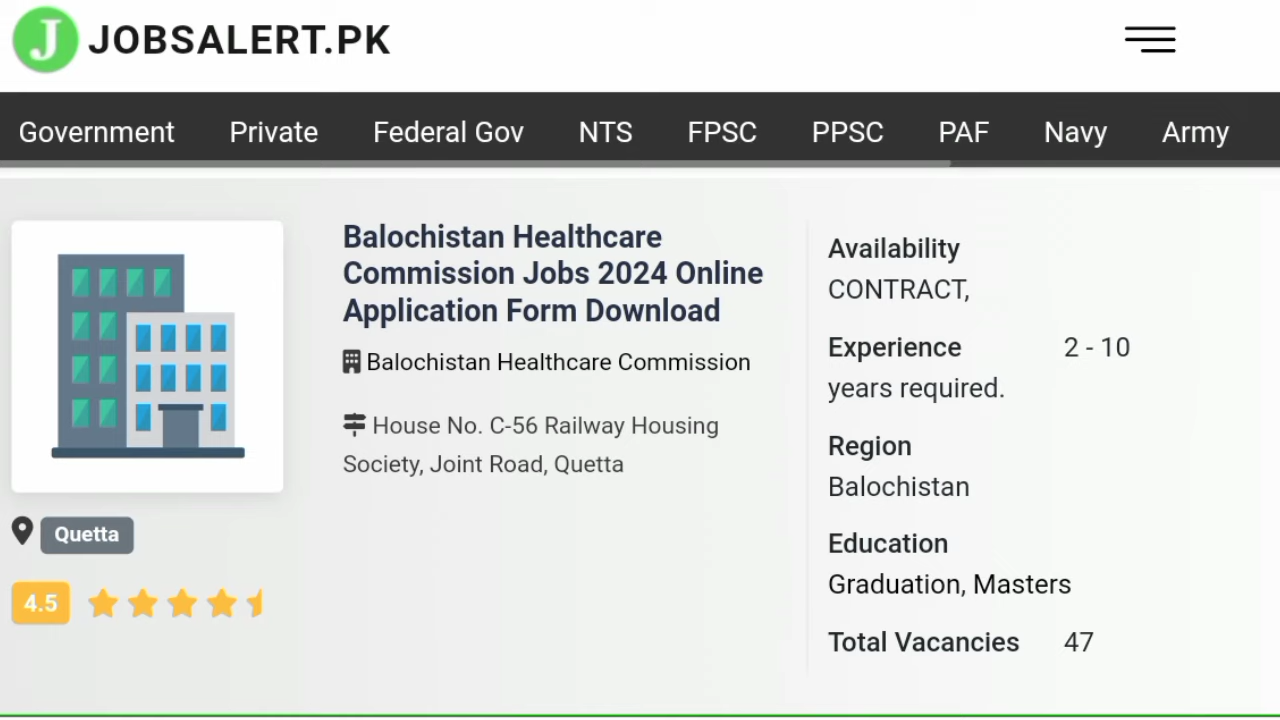 J JOBSALERT.PK
Government Private Federal Gov NTS FPSC PPSC PAF Navy Army
Balochistan Healthcare
Commission Jobs 2024 Online
Application Form Download
Balochistan Healthcare Commission
House No. C-56 Railway Housing
Society, Joint Road, Quetta
Quetta
4.5
Availability
CONTRACT,
Experience 2 - 10
years required.
Region
Balochistan
Education
Graduation, Masters
Total Vacancies 47